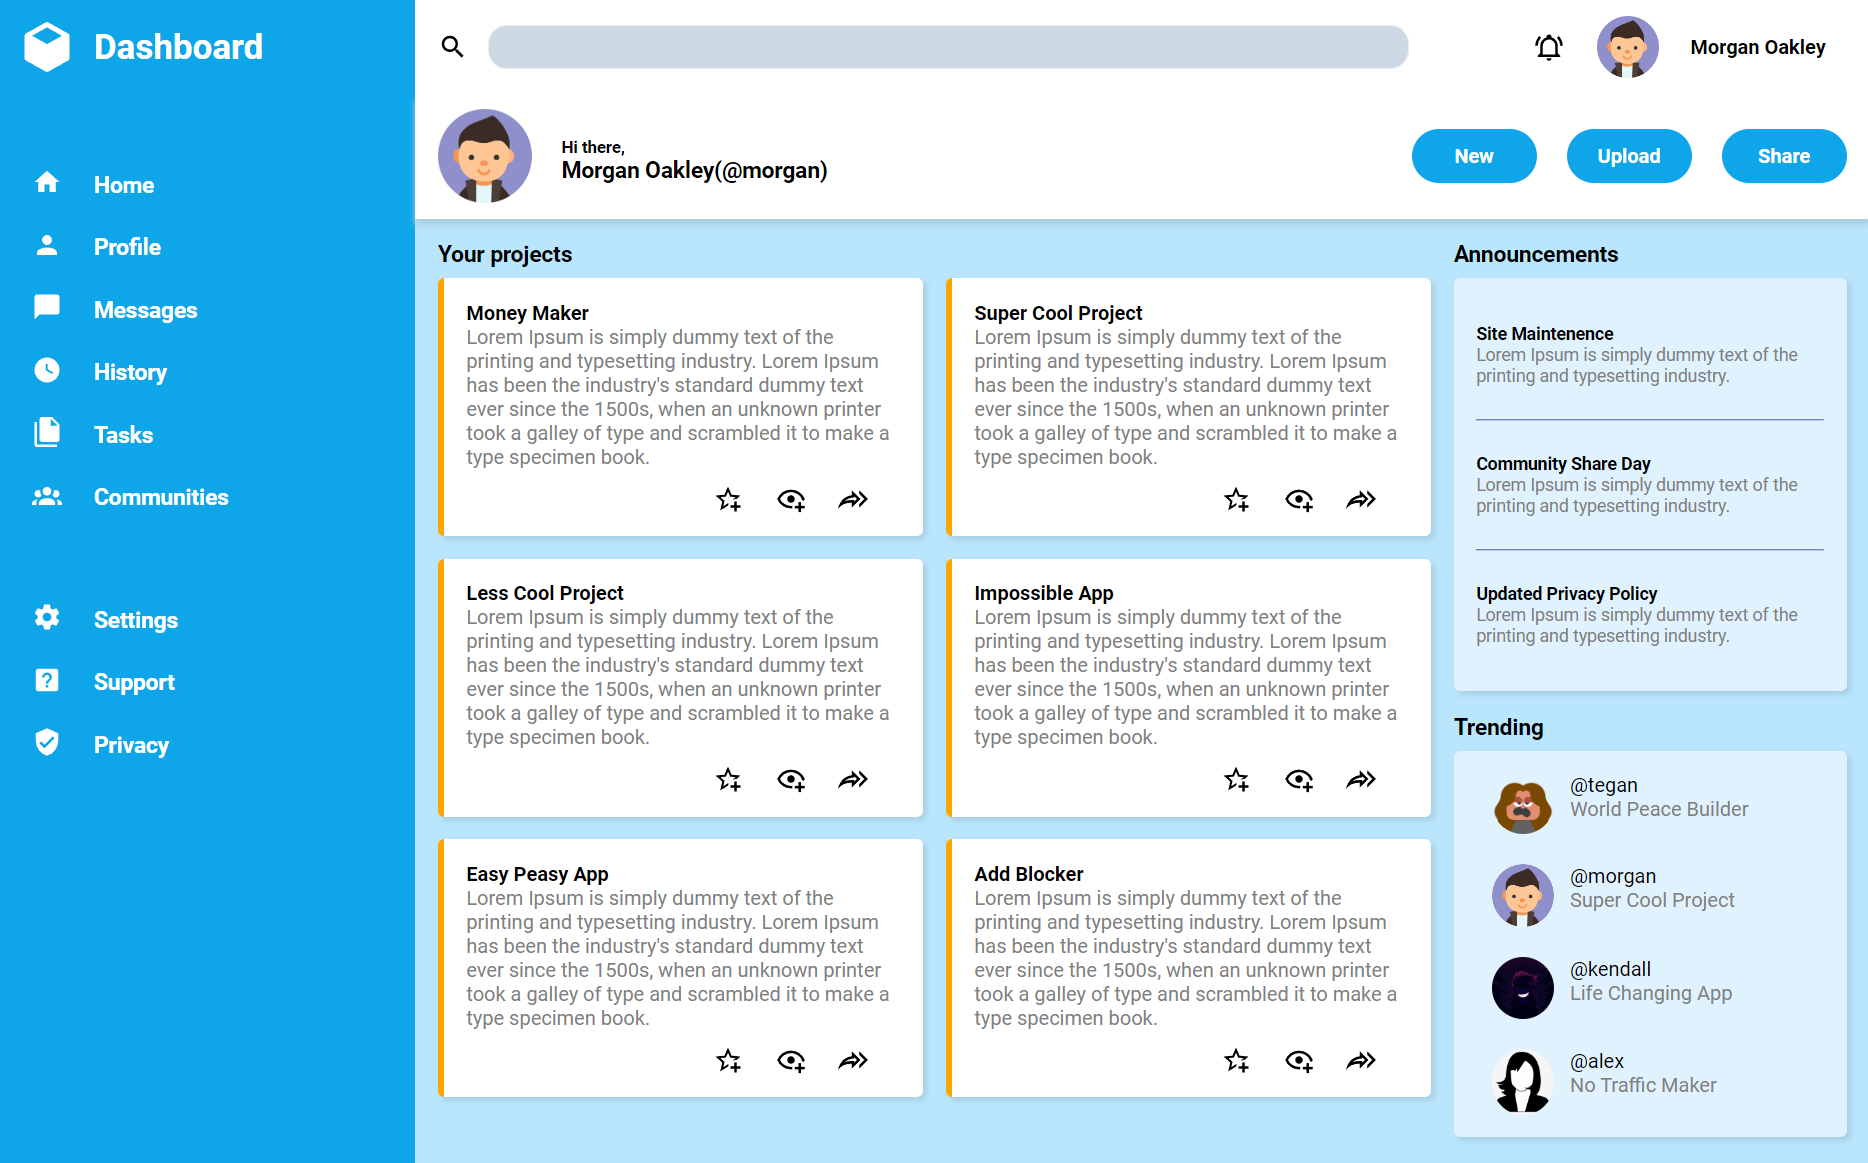 Dashboard
Home
Profile
Messages
History
Tasks
Communities
Settings
Support
Privacy
Morgan Oakley
Hi there,
Morgan Oakley(@morgan)
New
Upload
Share
Your projects
Money Maker
Lorem Ipsum is simply dummy text of the
printing and typesetting industry. Lorem Ipsum
has been the industry's standard dummy text
ever since the 1500s, when an unknown printer
took a galley of type and scrambled it to make a
type specimen book.
Super Cool Project
Lorem Ipsum is simply dummy text of the
printing and typesetting industry. Lorem Ipsum
has been the industry's standard dummy text
ever since the 1500s, when an unknown printer
took a galley of type and scrambled it to make a
type specimen book.
Less Cool Project
Lorem Ipsum is simply dummy text of the
printing and typesetting industry. Lorem Ipsum
has been the industry's standard dummy text
ever since the 1500s, when an unknown printer
took a galley of type and scrambled it to make a
type specimen book.
Impossible App
Lorem Ipsum is simply dummy text of the
printing and typesetting industry. Lorem Ipsum
has been the industry's standard dummy text
ever since the 1500s, when an unknown printer
took a galley of type and scrambled it to make a
type specimen book.
Easy Peasy App
Lorem Ipsum is simply dummy text of the
printing and typesetting industry. Lorem Ipsum
has been the industry's standard dummy text
ever since the 1500s, when an unknown printer
took a galley of type and scrambled it to make a
type specimen book.
Add Blocker
Lorem Ipsum is simply dummy text of the
printing and typesetting industry. Lorem Ipsum
has been the industry's standard dummy text
ever since the 1500s, when an unknown printer
took a galley of type and scrambled it to make a
type specimen book.
Announcements
Site Maintenence
Lorem Ipsum is simply dummy text of the
printing and typesetting industry.
Community Share Day
Lorem Ipsum is simply dummy text of the
printing and typesetting industry.
Updated Privacy Policy
Lorem Ipsum is simply dummy text of the
printing and typesetting industry.
Trending
@tegan
World Peace Builder
@morgan
Super Cool Project
@kendall
Life Changing App
@alex
No Traffic Maker